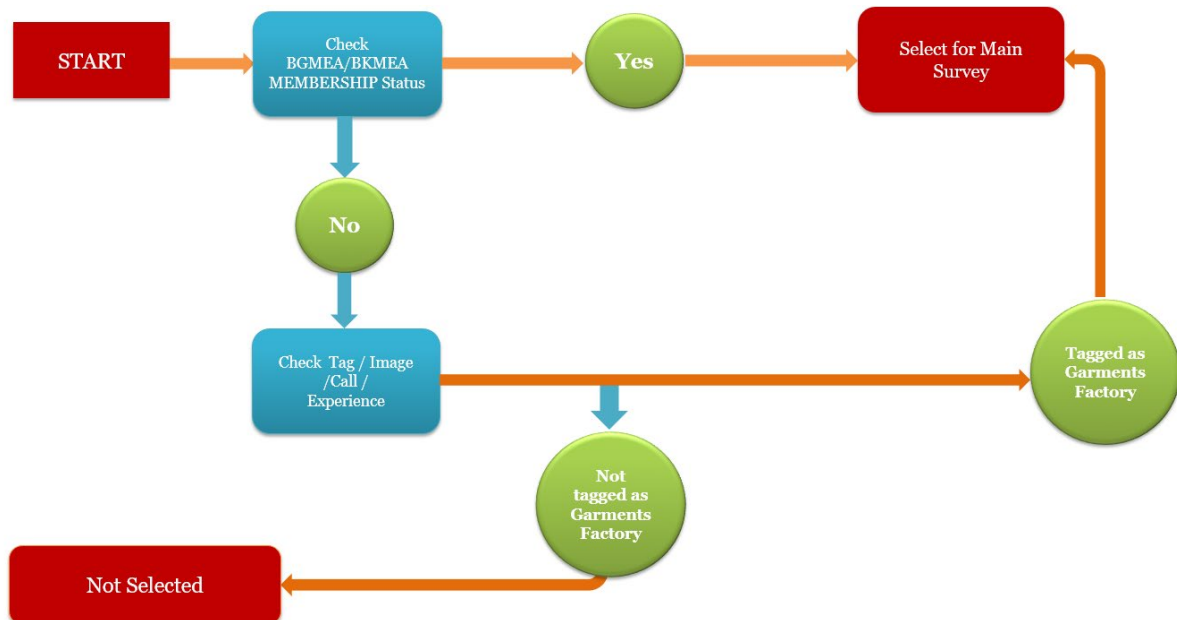 START
Check
BGMEA/BKMEA
MEMBERSHIP Status
Yes
Select for Main
Survey
No
Check Tag / Image
/Call /
Experience
Tagged as
Garments
Factory
Not
tagged as
Garments
Factory
Not Selected